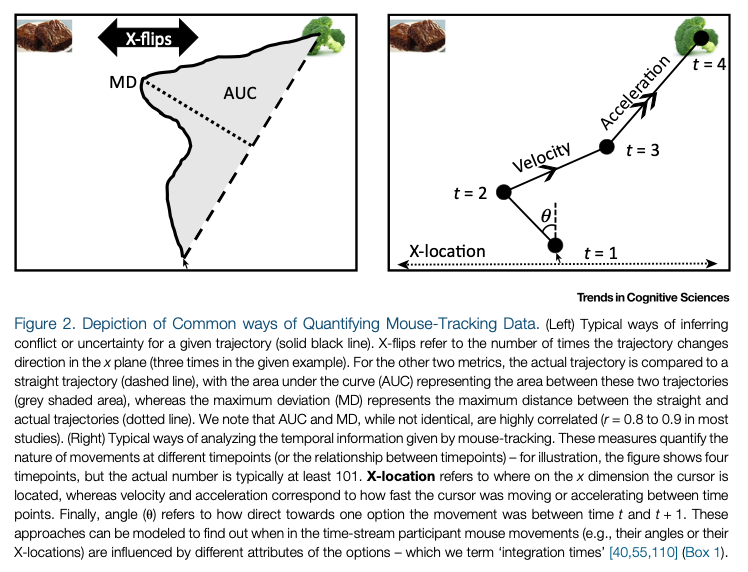 X-flips
MD
AUC
Acceleration
t = 4
Velocity
t = 3
t = 2
θ
X-location
t = 1
Trends in Cognitive Sciences
Figure 2. Depiction of Common ways of Quantifying Mouse-Tracking Data. (Left) Typical ways of inferring
conflict or uncertainty for a given trajectory (solid black line). X-flips refer to the number of times the trajectory changes
direction in the x plane (three times in the given example). For the other two metrics, the actual trajectory is compared to a
straight trajectory (dashed line), with the area under the curve (AUC) representing the area between these two trajectories
(grey shaded area), whereas the maximum deviation (MD) represents the maximum distance between the straight and
actual trajectories (dotted line). We note that AUC and MD, while not identical, are highly correlated (r = 0.8 to 0.9 in most
studies). (Right) Typical ways of analyzing the temporal information given by mouse-tracking. These measures quantify the
nature of movements at different timepoints (or the relationship between timepoints) – for illustration, the figure shows four
timepoints, but the actual number is typically at least 101. X-location refers to where on the x dimension the cursor is
located, whereas velocity and acceleration correspond to how fast the cursor was moving or accelerating between time
points. Finally, angle (θ) refers to how direct towards one option the movement was between time t and t + 1. These
approaches can be modeled to find out when in the time-stream participant mouse movements (e.g., their angles or their
X-locations) are influenced by different attributes of the options – which we term ‘integration times’ [40,55,110] (Box 1).